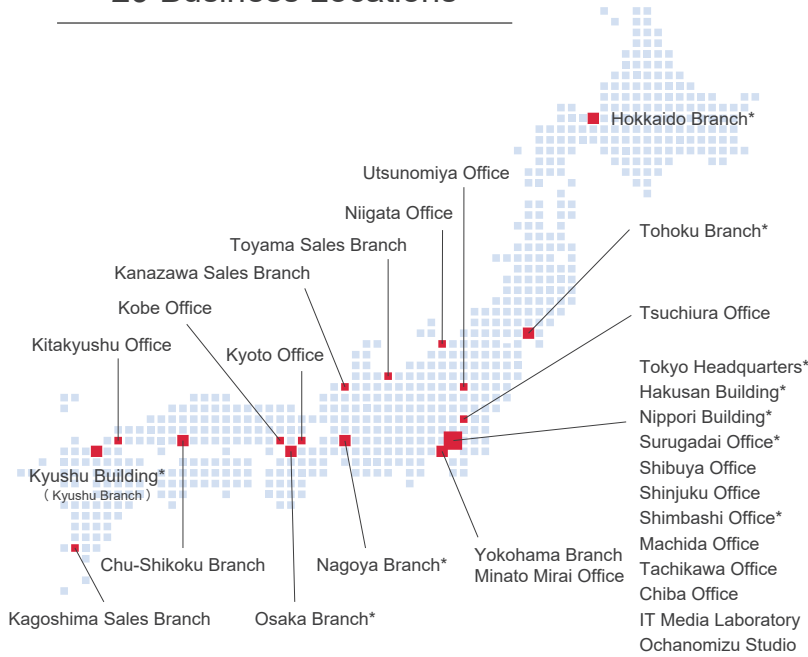 Business Locations
Hokkaido Branch*
Utsunomiya Office
Niigata Office
Toyama Sales Branch
Tohoku Branch*
Kanazawa Sales Branch
Kobe Office
Tsuchiura Office
Kitakyushu Office
Kyoto Office
Tokyo Headquarters*
Hakusan Building*
Nippori Building*
Surugadai Office*
Shibuya Office
Shinjuku Office
Shimbashi Office*
Machida Office
Tachikawa Office
Chiba Office
IT Media Laboratory
Ochanomizu Studio
Kyushu Building*
( Kyushu Branch )
Chu-Shikoku Branch
Nagoya Branch*
Yokohama Branch
Minato Mirai Office
Kagoshima Sales Branch
Osaka Branch*